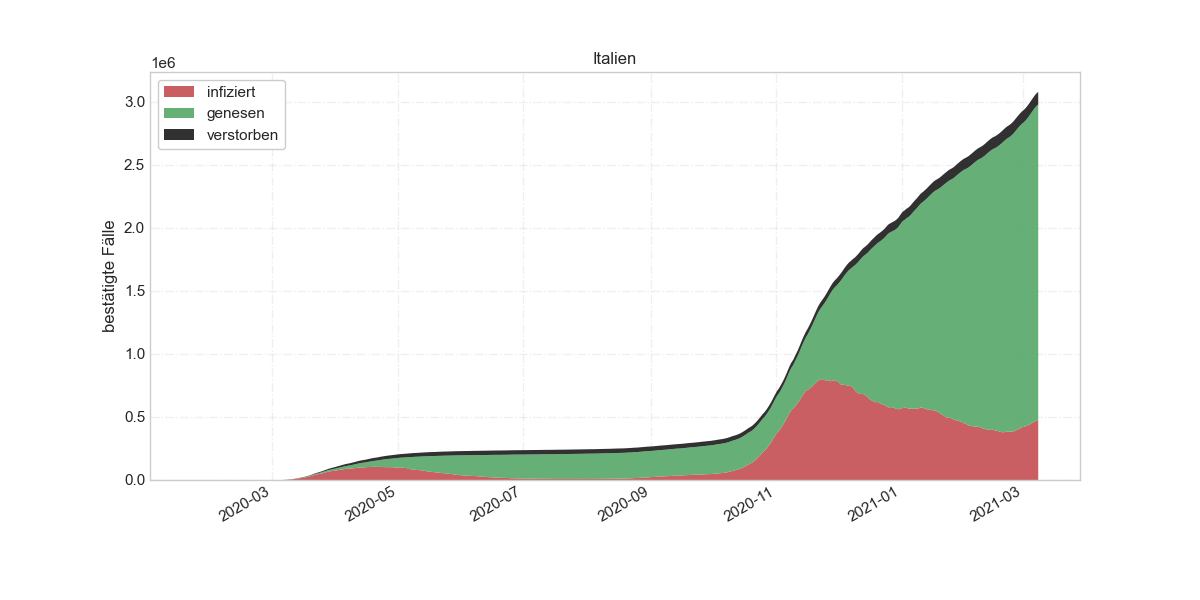 Italien
1e6
infiziert
genesen
verstorben
bestätigte Fälle
3.0
2.5
2.0
1.5
1.0
0.5
0.0
2020-03
2020-05
2020-07
2020-09
2020-11
2021-01
2021-03